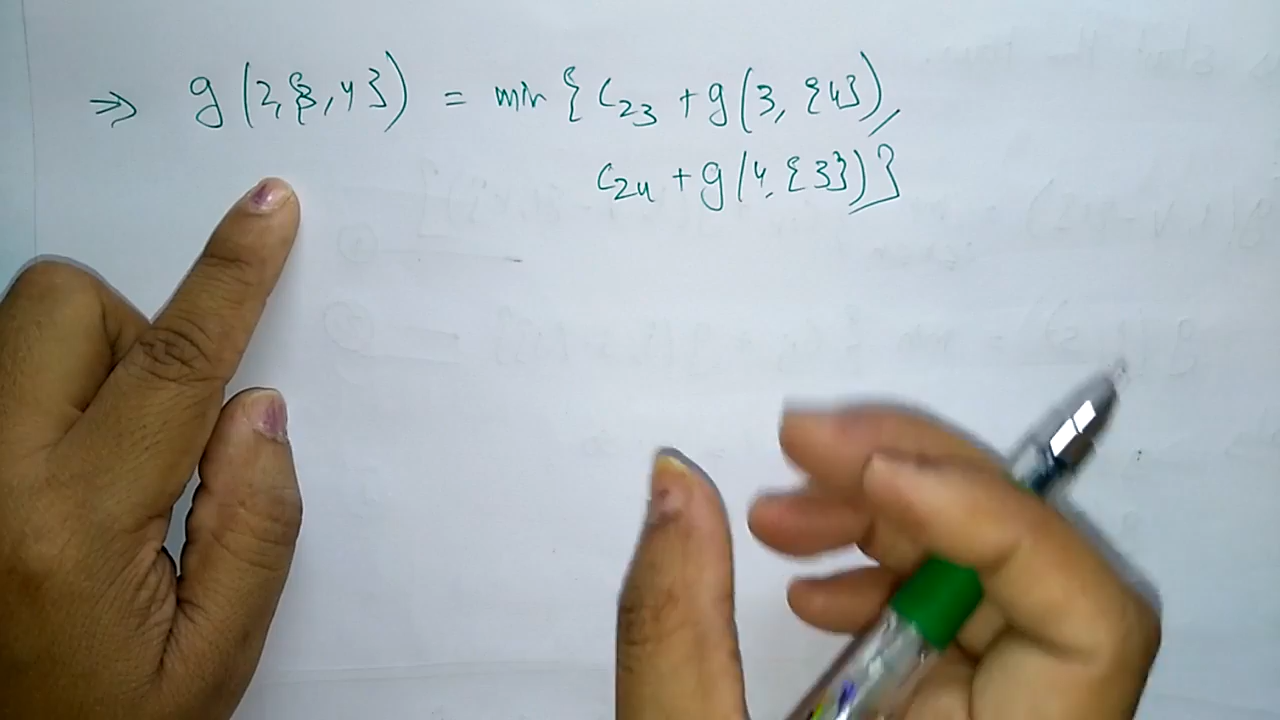 ⇒ g(2,{3,4}) = min { C23 + g(3, {4}),
C24 + g(4, {3}) }